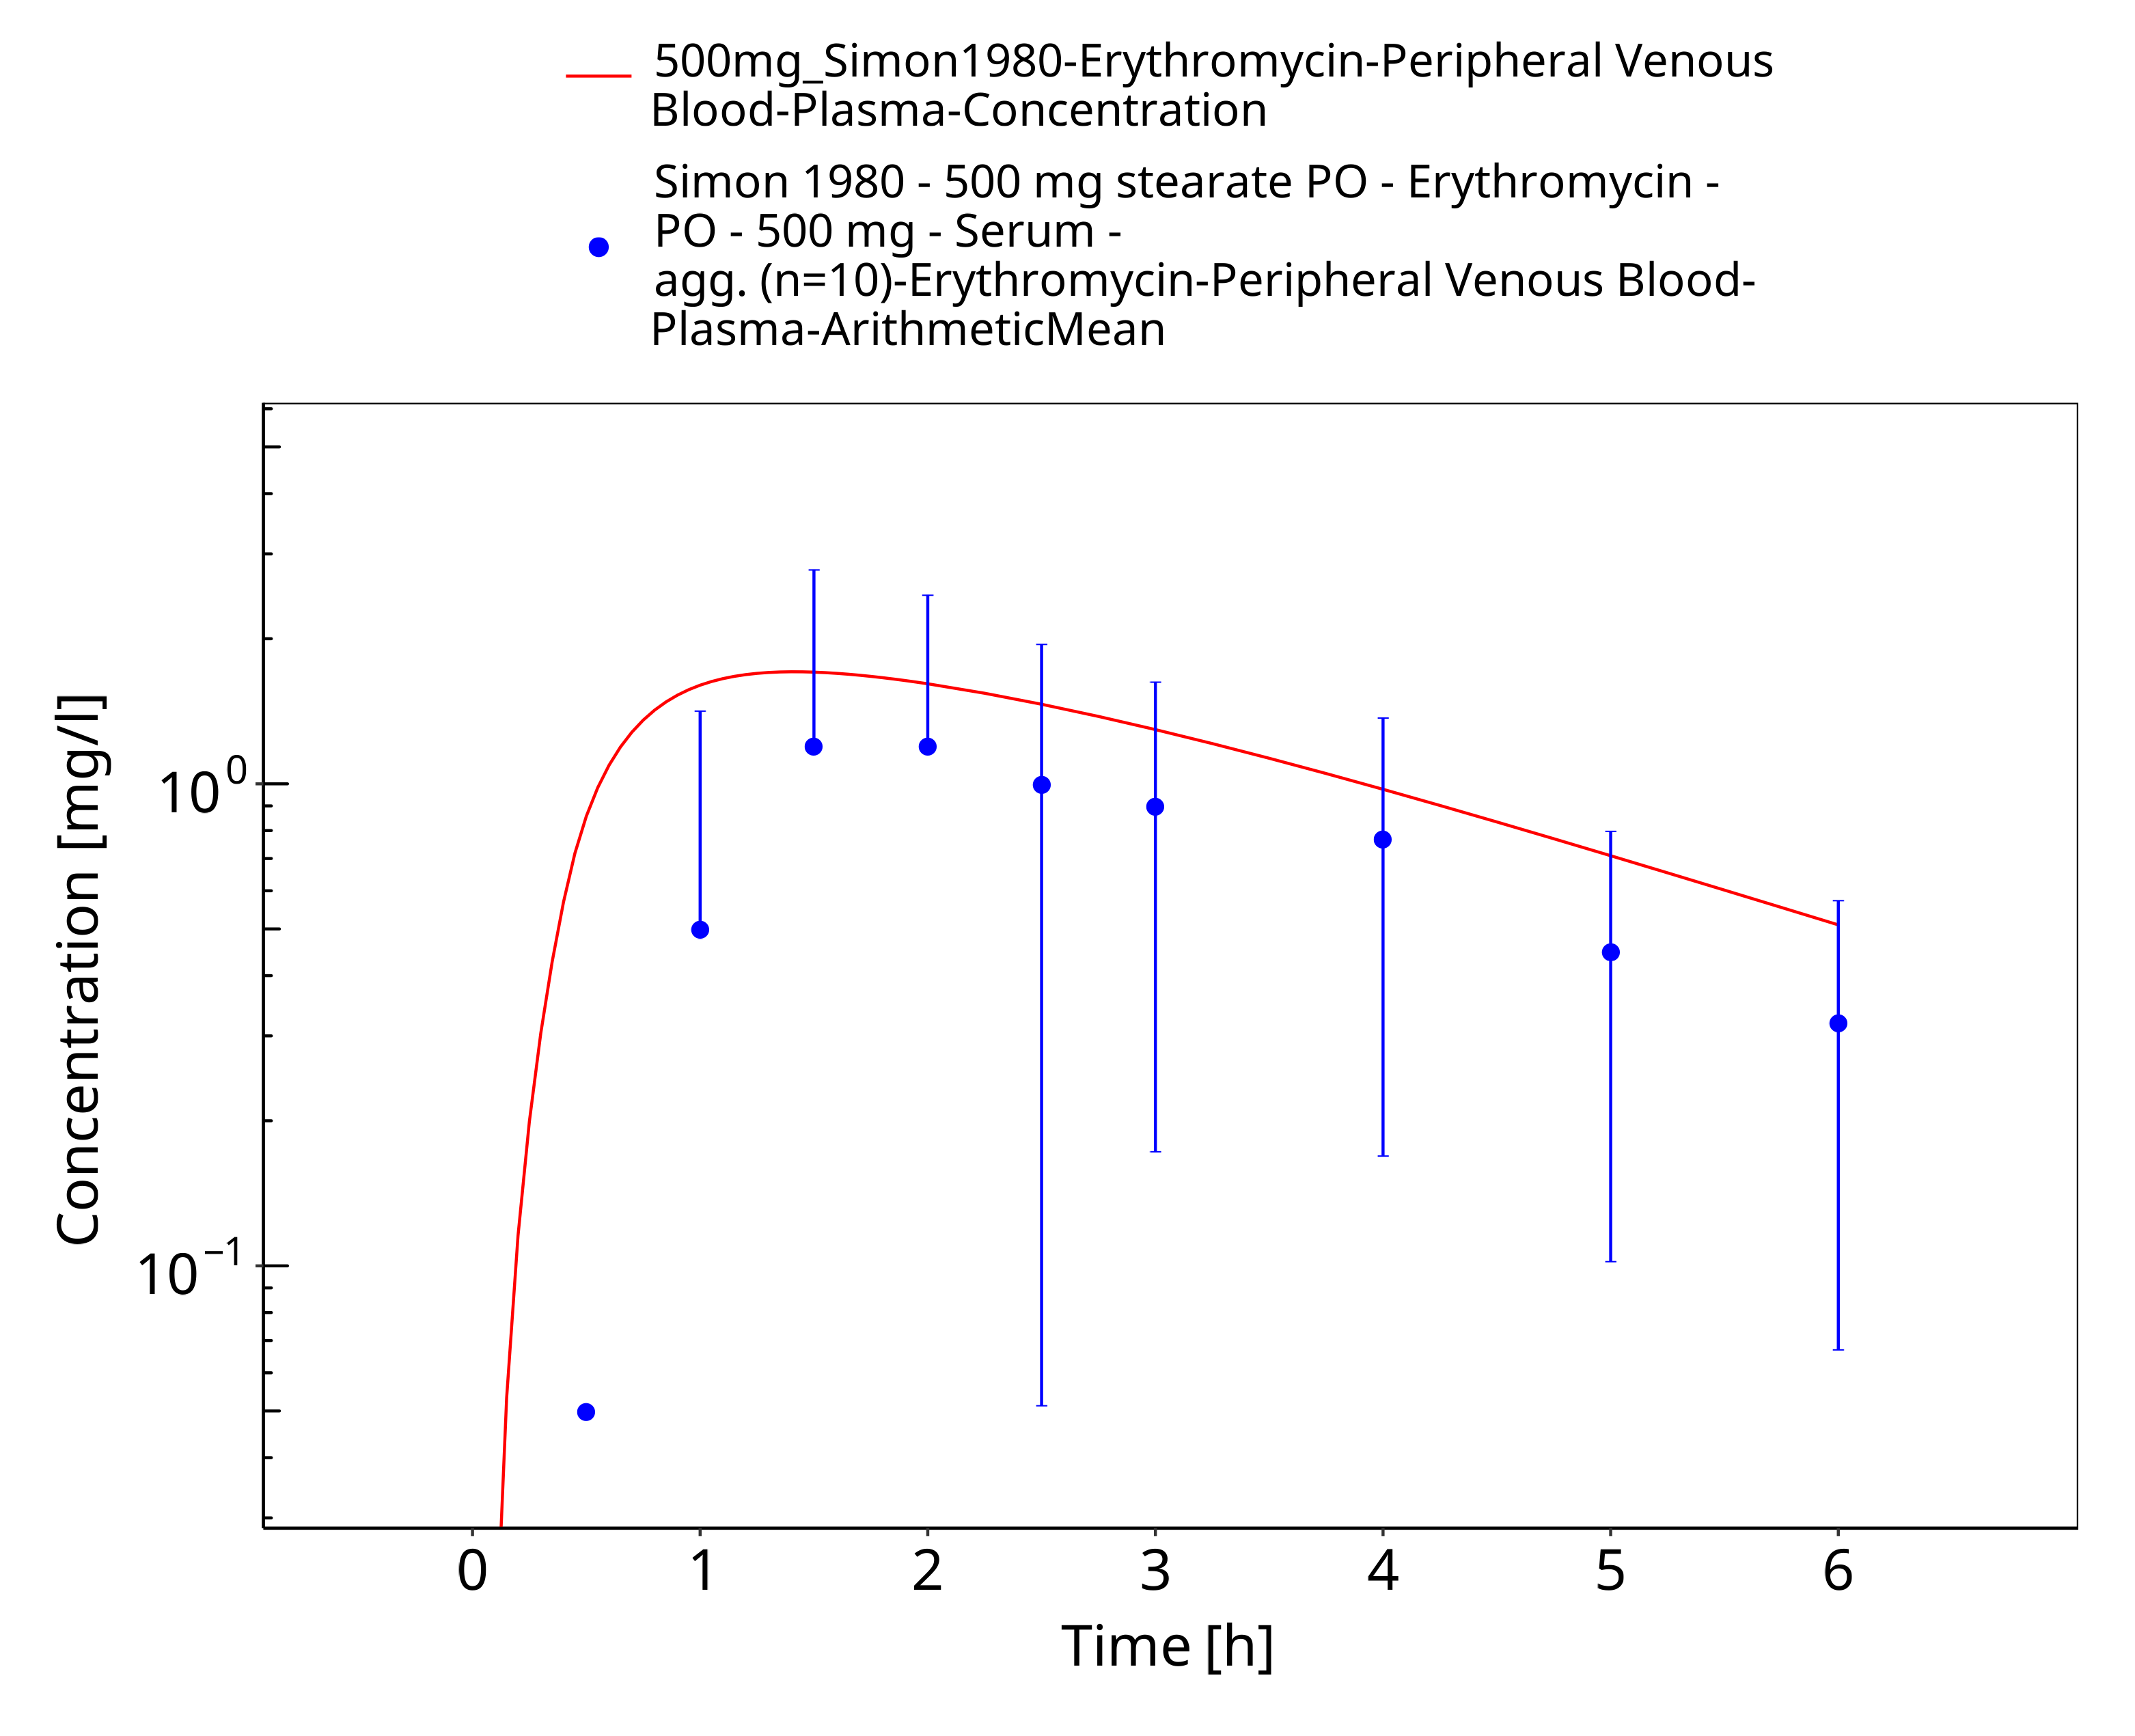 500mg_Simon1980-Erythromycin-Peripheral Venous
Blood-Plasma-Concentration
Simon 1980 - 500 mg stearate PO - Erythromycin -
PO - 500 mg - Serum -
agg. (n=10)-Erythromycin-Peripheral Venous Blood-
Plasma-ArithmeticMean
Concentration [mg/l]
10⁰
10⁻¹
0 1 2 3 4 5 6
Time [h]